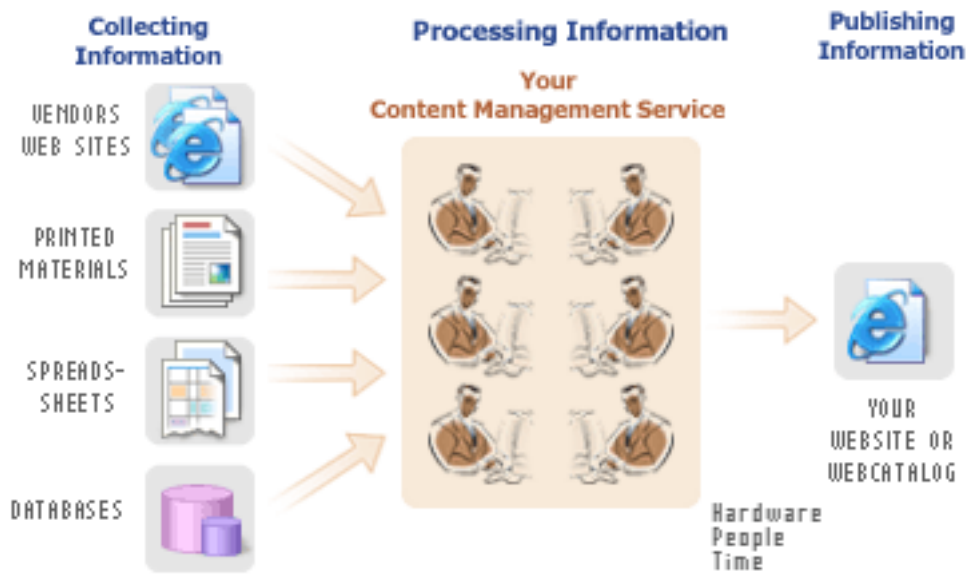 Collecting
Information
Processing Information
Publishing
Information
Your
Content Management Service
VENDORS
WEB SITES
PRINTED
MATERIALS
SPREADS-
SHEETS
DATABASES
YOUR
WEBSITE OR
WEBCATALOG
Hardware
People
Time